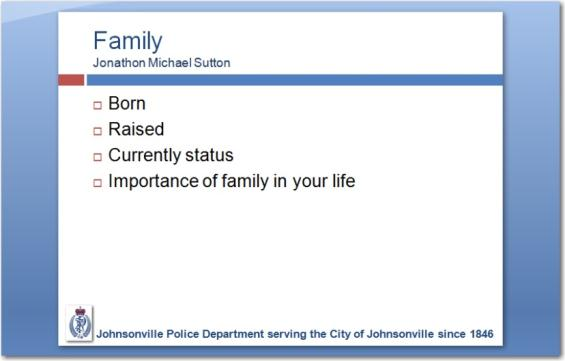 Family
Jonathon Michael Sutton
Born
Raised
Currently status
Importance of family in your life
Johnsonville Police Department serving the City of Johnsonville since 1846